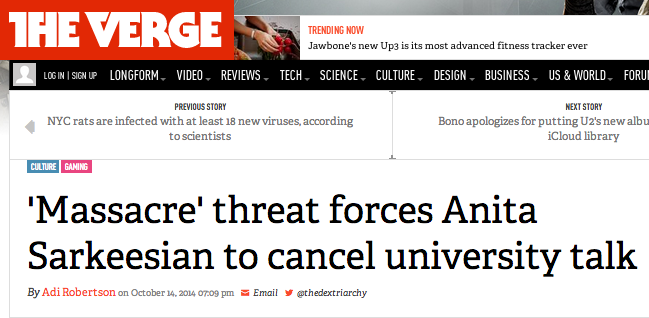 THE VERGE
TRENDING NOW
Jawbone's new Up3 is its most advanced fitness tracker ever
LOG IN | SIGN UP LONGFORM VIDEO REVIEWS TECH SCIENCE CULTURE DESIGN BUSINESS US & WORLD FORU
PREVIOUS STORY
NYC rats are infected with at least 18 new viruses, according
to scientists
NEXT STORY
Bono apologizes for putting U2's new albu
iCloud library
CULTURE GAMING
'Massacre' threat forces Anita
Sarkeesian to cancel university talk
By Adi Robertson on October 14, 2014 07:09 pm Email @thedextriarchy